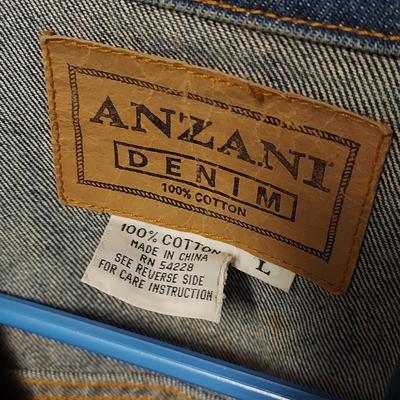 ANZANI
DENIM
100% COTTON
100% COTTON
MADE IN CHINA
RN 54228
SEE REVERSE SIDE
FOR CARE INSTRUCTION
L